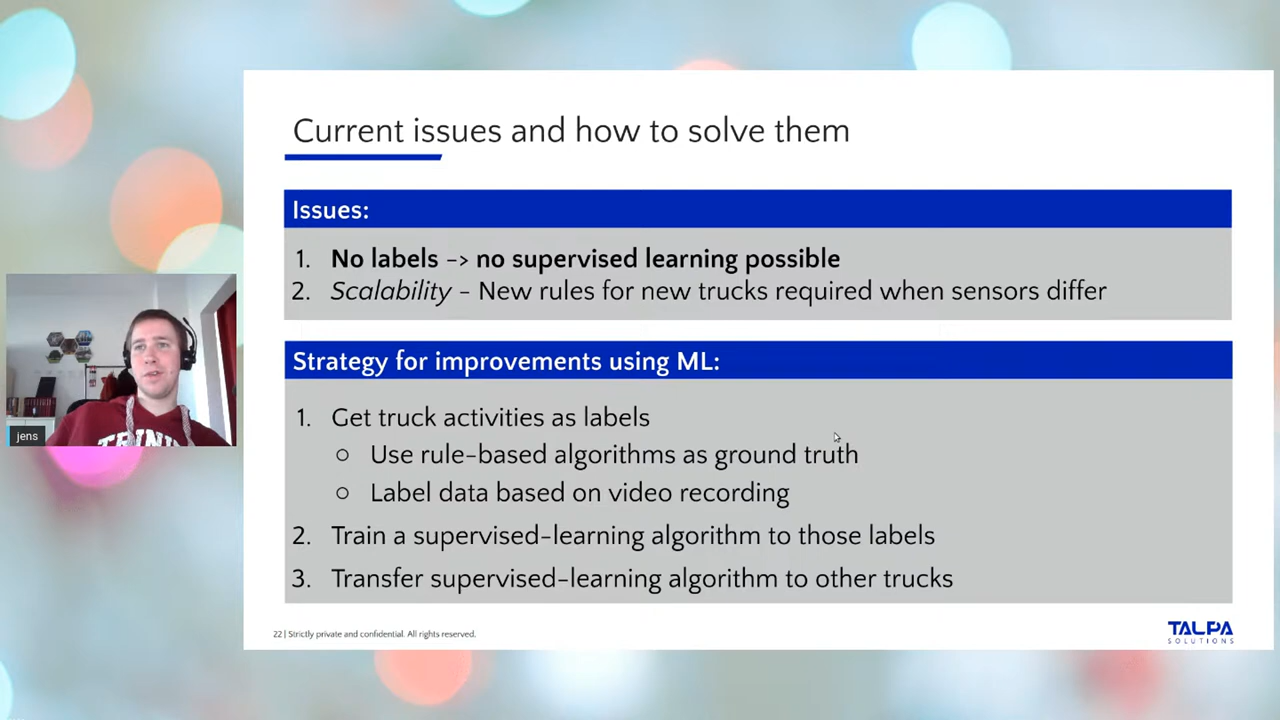 Current issues and how to solve them
Issues:
1. No labels -> no supervised learning possible
2. Scalability - New rules for new trucks required when sensors differ
Strategy for improvements using ML:
1. Get truck activities as labels
○ Use rule-based algorithms as ground truth
○ Label data based on video recording
2. Train a supervised-learning algorithm to those labels
3. Transfer supervised-learning algorithm to other trucks
22 | Strictly private and confidential. All rights reserved.
TALPA
SOLUTIONS
jens